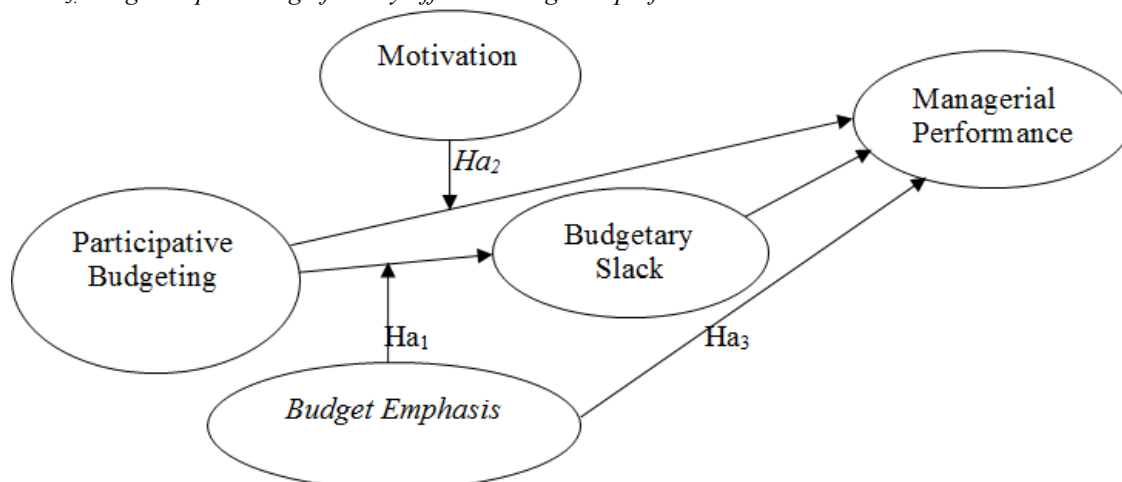 Motivation
Managerial
Performance
Ha₂
Participative
Budgeting
Budgetary
Slack
Ha₁
Ha₃
Budget Emphasis